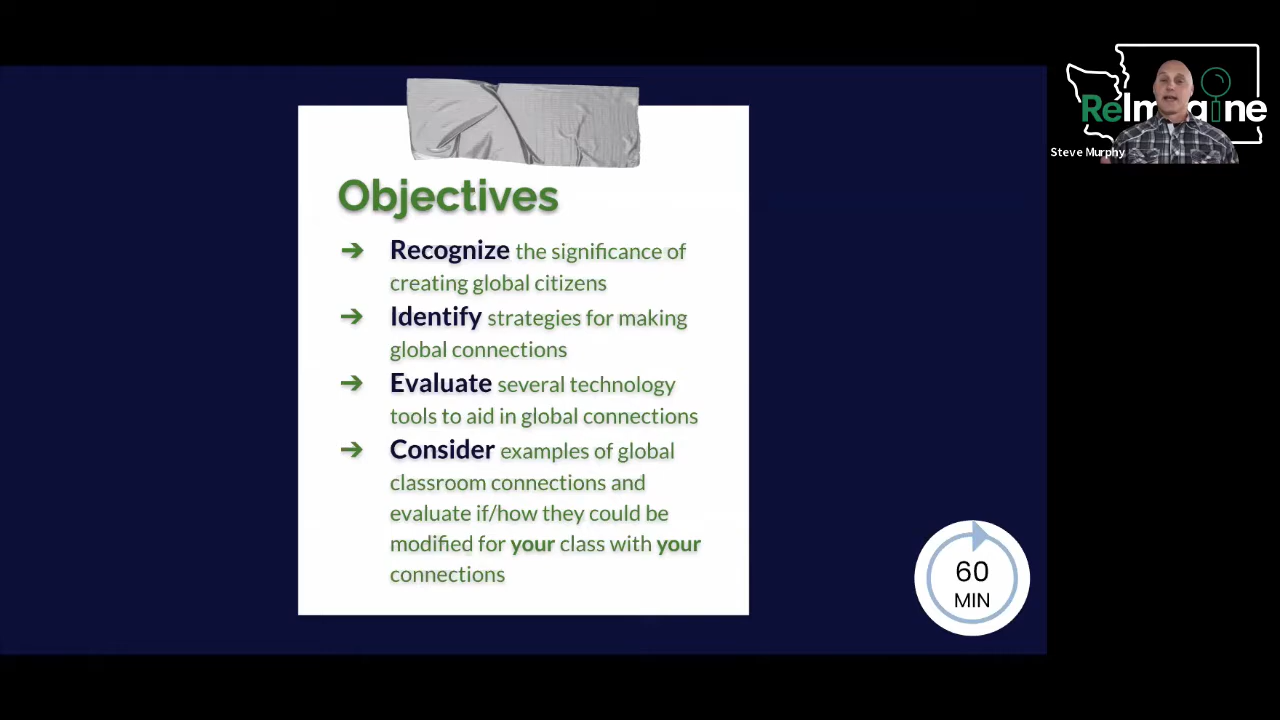 Objectives
➔ Recognize the significance of
creating global citizens
➔ Identify strategies for making
global connections
➔ Evaluate several technology
tools to aid in global connections
➔ Consider examples of global
classroom connections and
evaluate if/how they could be
modified for your class with your
connections
60
MIN
Steve Murphy